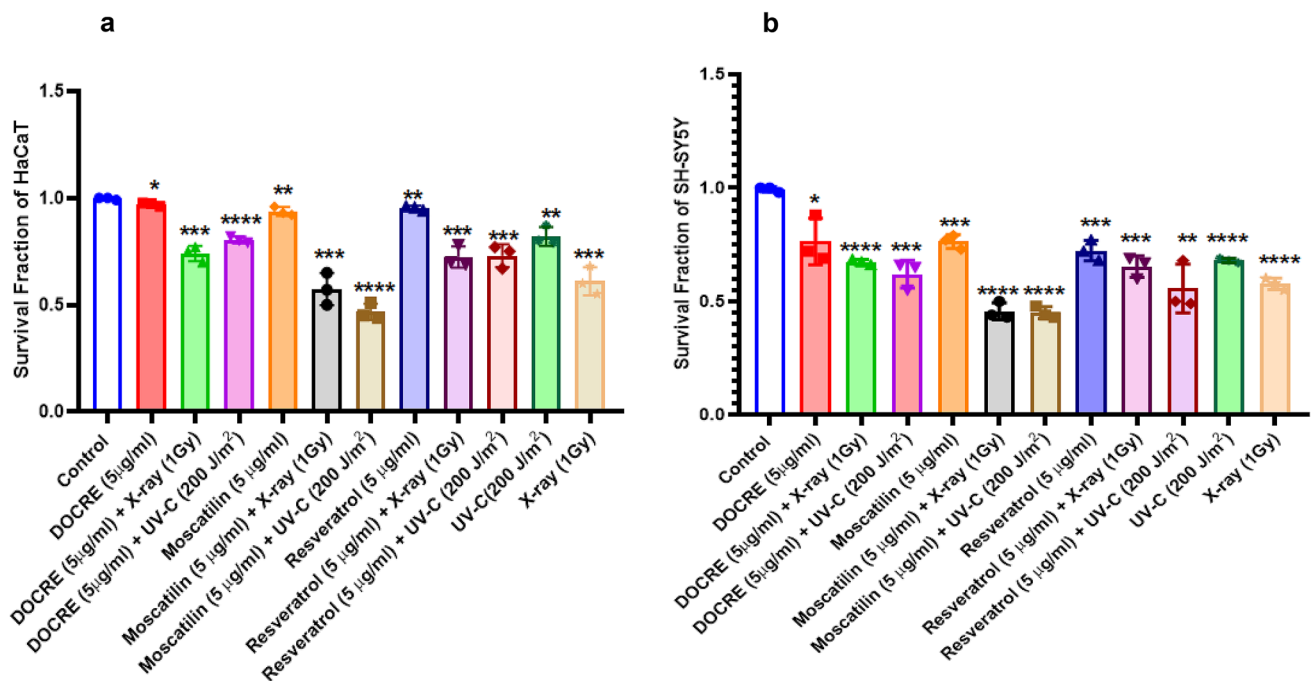 a
Survival Fraction of HaCaT
1.5
1.0
0.5
0.0
*
***
****
**
***
****
**
***
***
**
***
Control
DOCRE (5μg/ml)
DOCRE (5μg/ml) + X-ray (1Gy)
DOCRE (5μg/ml) + UV-C (200 J/m²)
Moscatilin (5 μg/ml)
Moscatilin (5 μg/ml) + X-ray (1Gy)
Moscatilin (5 μg/ml) + UV-C (200 J/m²)
Resveratrol (5 μg/ml)
Resveratrol (5 μg/ml) + X-ray (1Gy)
Resveratrol (5 μg/ml) + UV-C (200 J/m²)
UV-C(200 J/m²)
X-ray (1Gy)
b
Survival Fraction of SH-SY5Y
1.5
1.0
0.5
0.0
*
****
***
***
****
****
***
***
**
****
****
Control
DOCRE (5μg/ml)
DOCRE (5μg/ml) + X-ray (1Gy)
DOCRE (5μg/ml) + UV-C (200 J/m²)
Moscatilin (5 μg/ml)
Moscatilin (5 μg/ml) + X-ray (1Gy)
Moscatilin (5 μg/ml) + UV-C (200 J/m²)
Resveratrol (5 μg/ml)
Resveratrol (5 μg/ml) + X-ray (1Gy)
Resveratrol (5 μg/ml) + UV-C (200 J/m²)
UV-C (200 J/m²)
X-ray (1Gy)